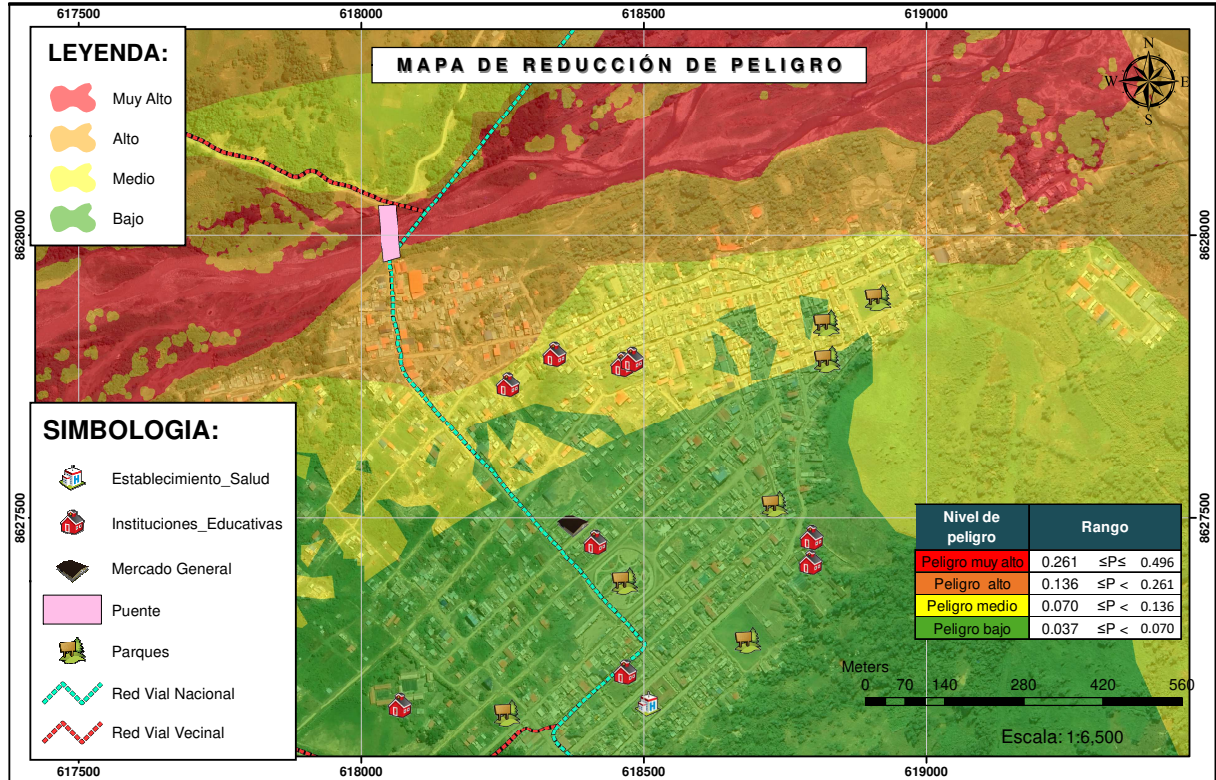 617500 618000 618500 619000
LEYENDA:
Muy Alto
Alto
Medio
Bajo
MAPA DE REDUCCIÓN DE PELIGRO
N
W E
S
8628000
8628000
SIMBOLOGIA:
Establecimiento_Salud
Instituciones_Educativas
Mercado General
Puente
Parques
Red Vial Nacional
Red Vial Vecinal
8627500
8627500
Nivel de peligro Rango
Peligro muy alto 0.261 ≤P≤ 0.496
Peligro alto 0.136 ≤P < 0.261
Peligro medio 0.070 ≤P < 0.136
Peligro bajo 0.037 ≤P < 0.070
Meters
0 70 140 280 420 560
Escala: 1:6,500
617500 618000 618500 619000